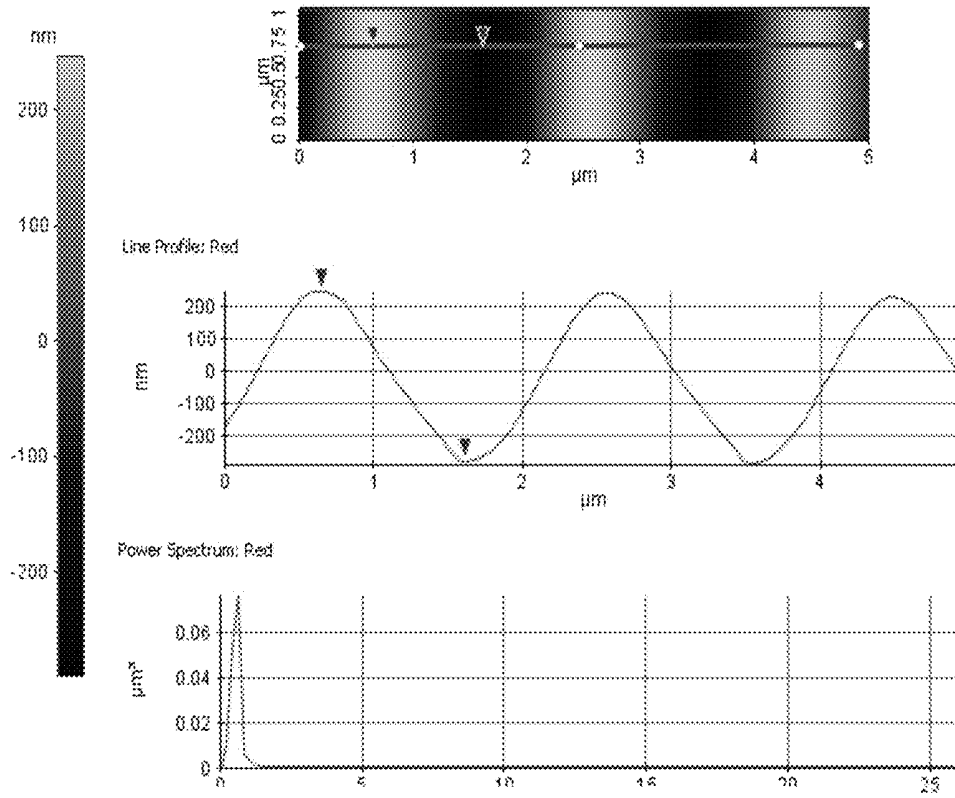 nm
200
100
0
-100
-200
µm
0 0.25 0.5 0.75 1
0 1 2 3 4 5
µm
Line Profile: Red
nm
200
100
0
-100
-200
0 1 2 3 4
µm
Power Spectrum: Red
µm³
0.06
0.04
0.02
0
0 5 10 15 20 25